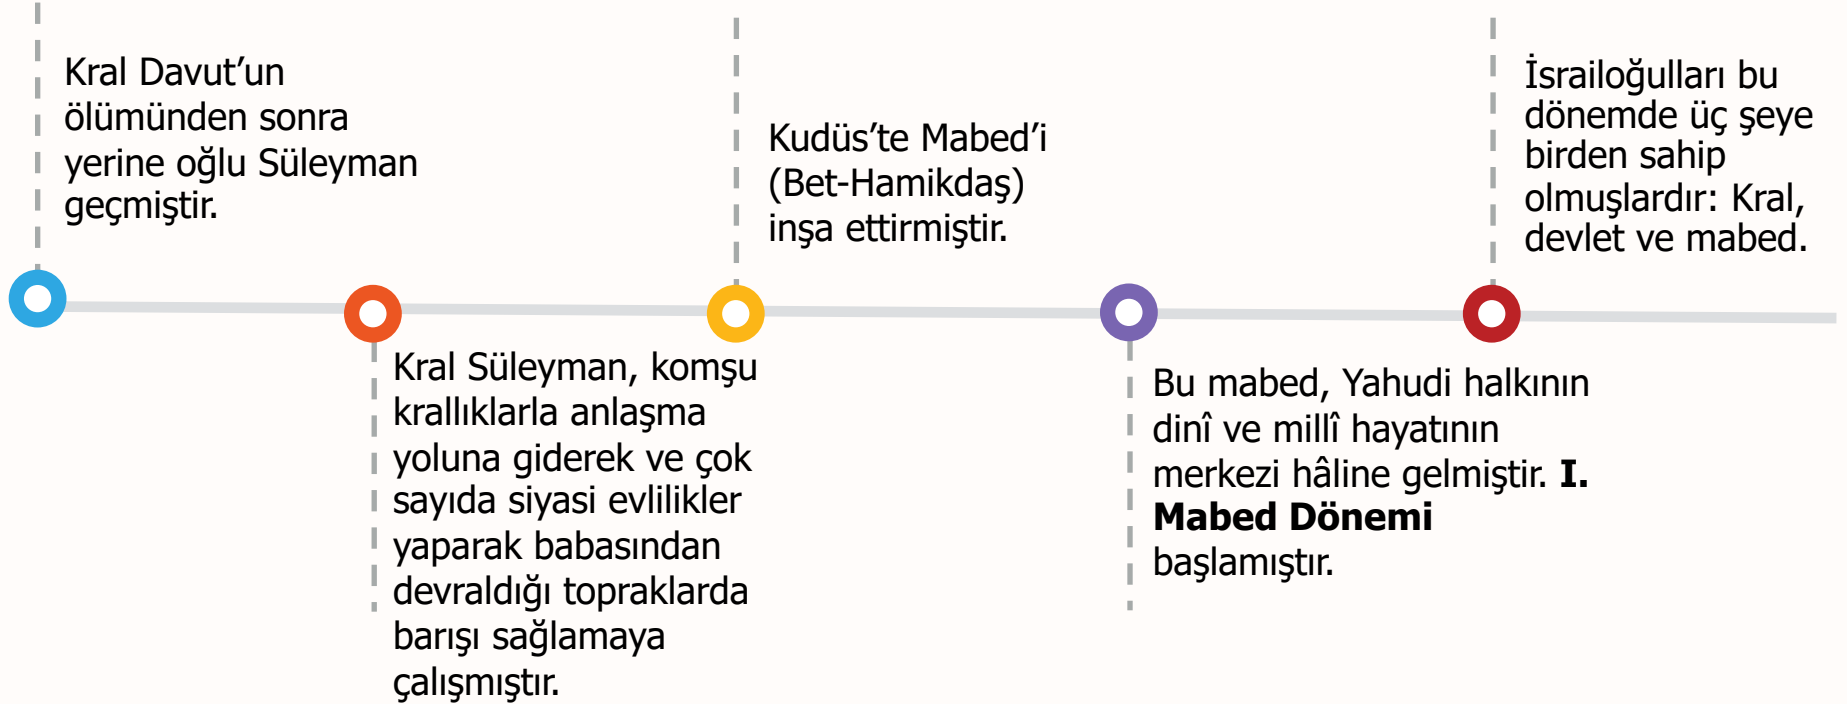 Kral Davut’un
ölümünden sonra
yerine oğlu Süleyman
geçmiştir.
Kral Süleyman, komşu
krallıklarla anlaşma
yoluna giderek ve çok
sayıda siyasi evlilikler
yaparak babasından
devraldığı topraklarda
barışı sağlamaya
çalışmıştır.
Kudüs’te Mabed’i
(Bet-Hamikdaş)
inşa ettirmiştir.
Bu mabed, Yahudi halkının
dinî ve millî hayatının
merkezi hâline gelmiştir. I.
Mabed Dönemi
başlamıştır.
İsrailoğulları bu
dönemde üç şeye
birden sahip
olmuşlardır: Kral,
devlet ve mabed.